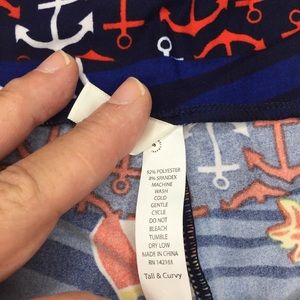 92% POLYESTER
8% SPANDEX
MACHINE
WASH
COLD
GENTLE
CYCLE
DO NOT
BLEACH
TUMBLE
DRY LOW
MADE IN CHINA
RN 142383
Tall & Curvy